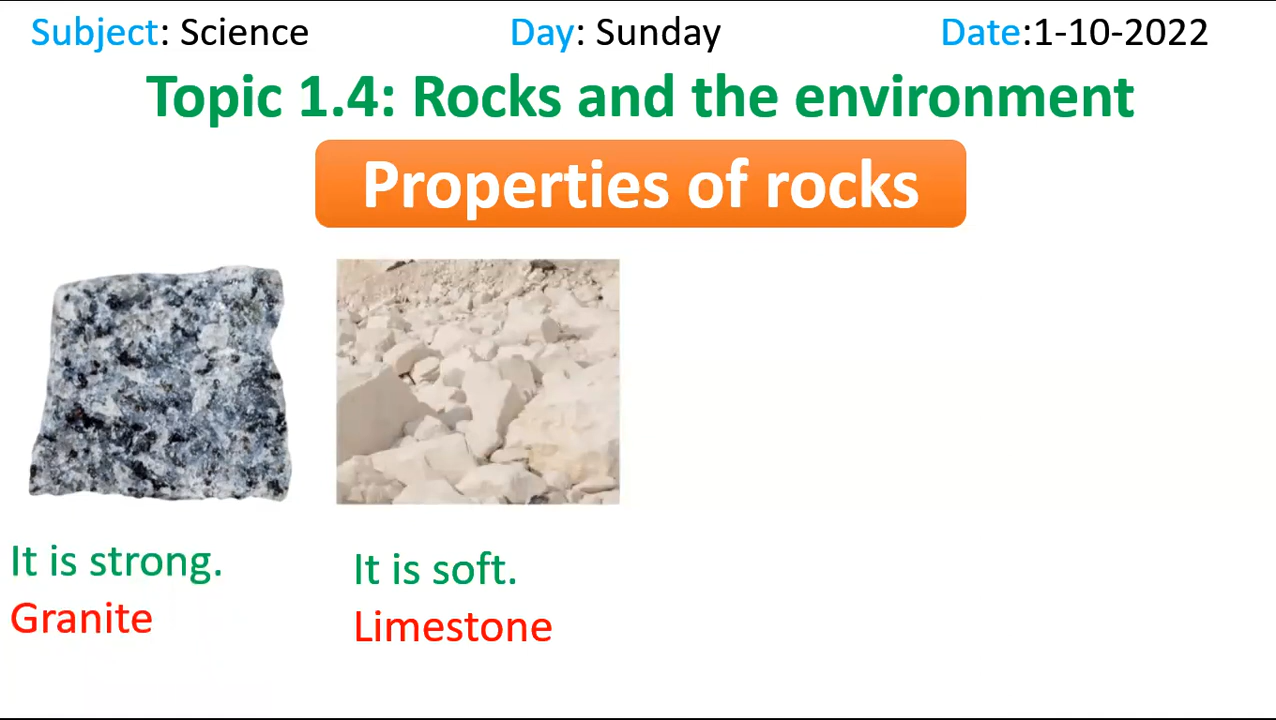 Subject: Science Day: Sunday Date:1-10-2022
Topic 1.4: Rocks and the environment
Properties of rocks
It is strong.
Granite
It is soft.
Limestone